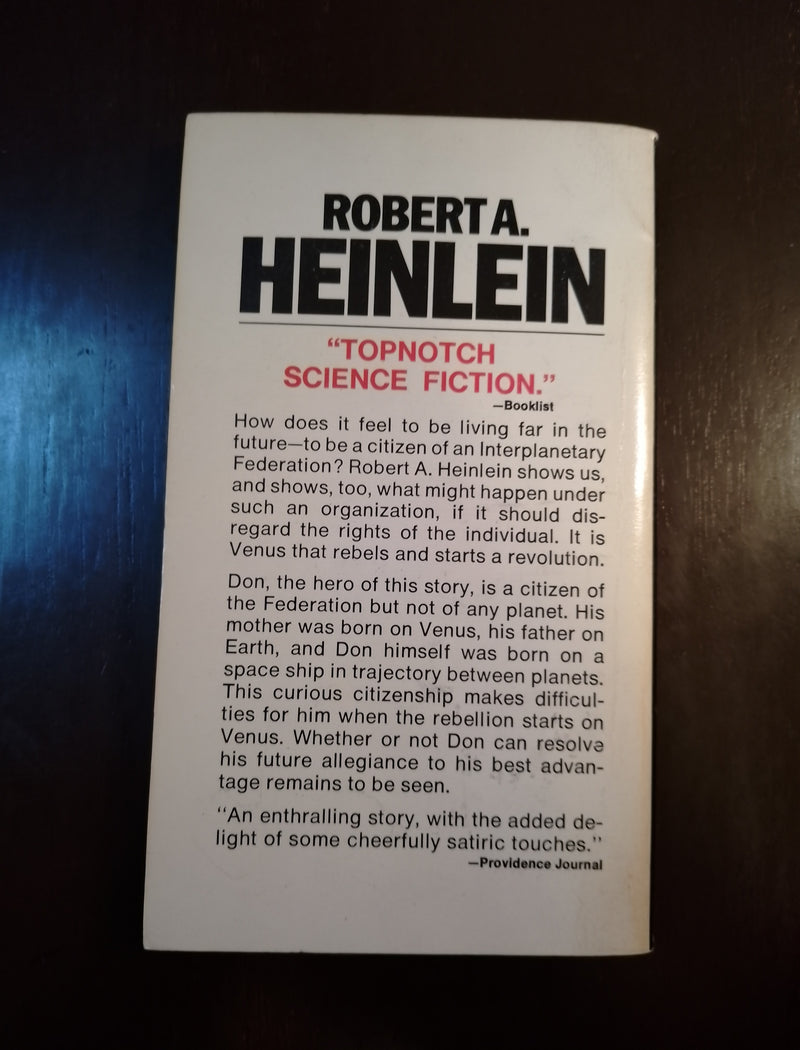 ROBERT A.
HEINLEIN
“TOPNOTCH
SCIENCE FICTION.”
—Booklist
How does it feel to be living far in the
future—to be a citizen of an Interplanetary
Federation? Robert A. Heinlein shows us,
and shows, too, what might happen under
such an organization, if it should dis-
regard the rights of the individual. It is
Venus that rebels and starts a revolution.
Don, the hero of this story, is a citizen of
the Federation but not of any planet. His
mother was born on Venus, his father on
Earth, and Don himself was born on a
space ship in trajectory between planets.
This curious citizenship makes difficul-
ties for him when the rebellion starts on
Venus. Whether or not Don can resolve
his future allegiance to his best advan-
tage remains to be seen.
“An enthralling story, with the added de-
light of some cheerfully satiric touches.”
—Providence Journal